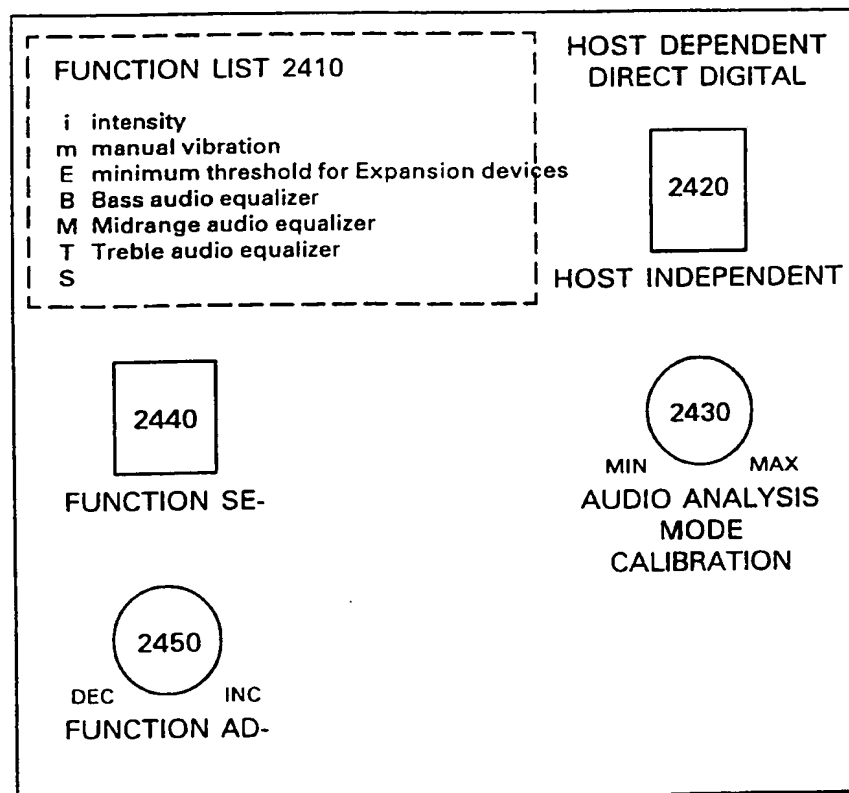 FUNCTION LIST 2410
i intensity
m manual vibration
E minimum threshold for Expansion devices
B Bass audio equalizer
M Midrange audio equalizer
T Treble audio equalizer
S
HOST DEPENDENT
DIRECT DIGITAL
2420
HOST INDEPENDENT
2440
FUNCTION SE-
2430
MIN MAX
AUDIO ANALYSIS
MODE
CALIBRATION
2450
DEC INC
FUNCTION AD-